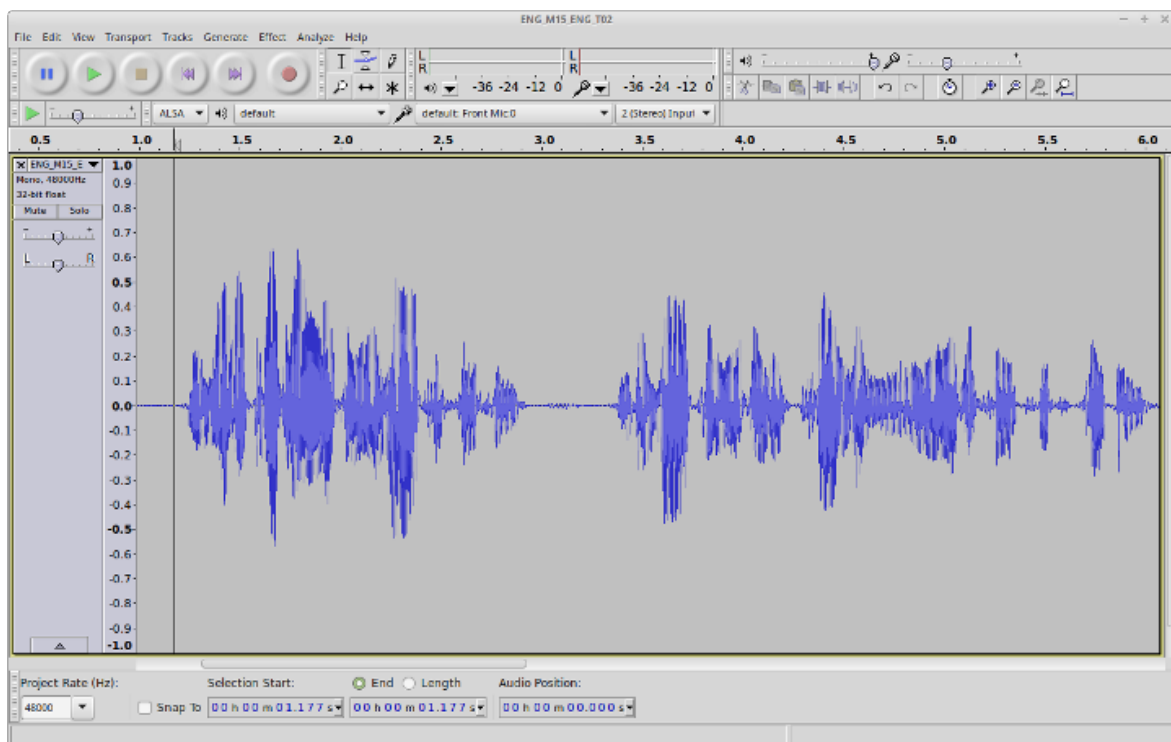 ENG_M15_ENG_T02
File Edit View Transport Tracks Generate Effect Analyze Help
L
R
L
R
-36 -24 -12 0 -36 -24 -12 0
ALSA default default: Front Mic:0 2 (Stereo) Input
0.5 1.0 1.5 2.0 2.5 3.0 3.5 4.0 4.5 5.0 5.5 6.0
ENG_M15_E
Mono, 48000Hz
32-bit float
Mute Solo
- +
L R
1.0
0.9
0.8
0.7
0.6
0.5
0.4
0.3
0.2
0.1
0.0
-0.1
-0.2
-0.3
-0.4
-0.5
-0.6
-0.7
-0.8
-0.9
-1.0
Project Rate (Hz): Selection Start: End Length Audio Position:
48000 Snap To 00 h 00 m 01.177 s 00 h 00 m 01.177 s 00 h 00 m 00.000 s